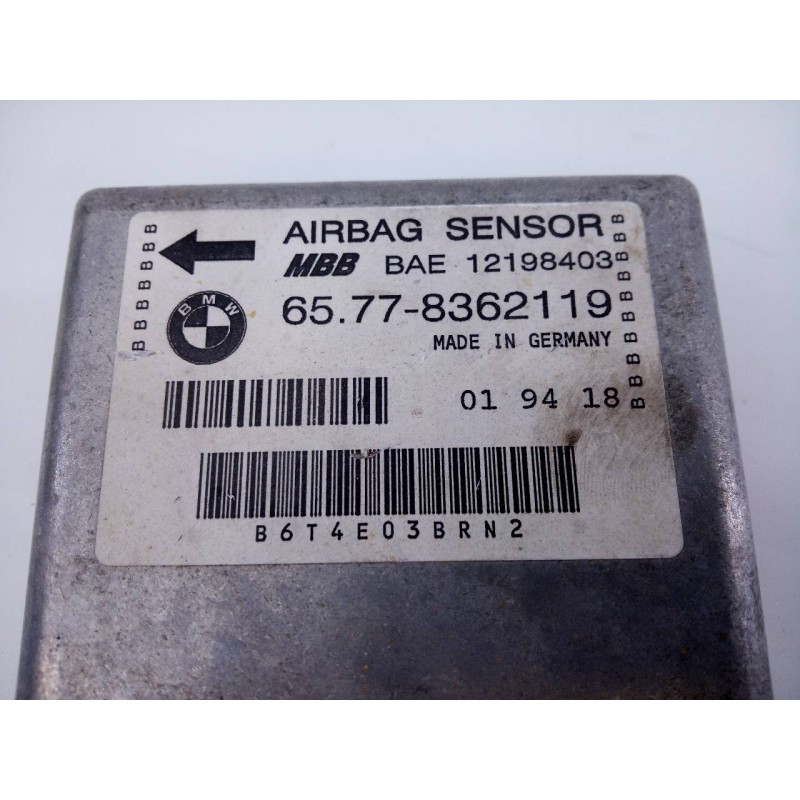 AIRBAG SENSOR
MBB BAE 12198403
BMW
65.77-8362119
MADE IN GERMANY
01 94 18
B6T4E03BRN2
B B B B B B B
B B B B B B B B B B